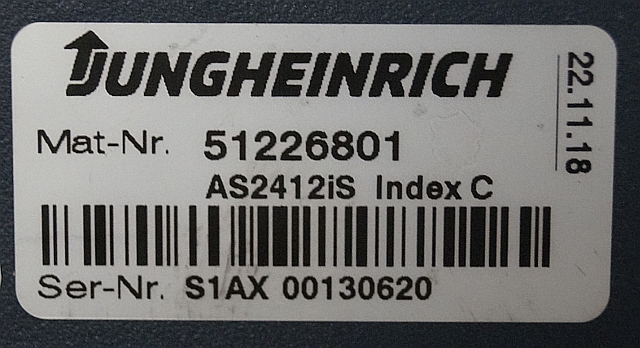 JUNGHEINRICH
22.11.18
Mat-Nr. 51226801
AS2412iS Index C
Ser-Nr. S1AX 00130620